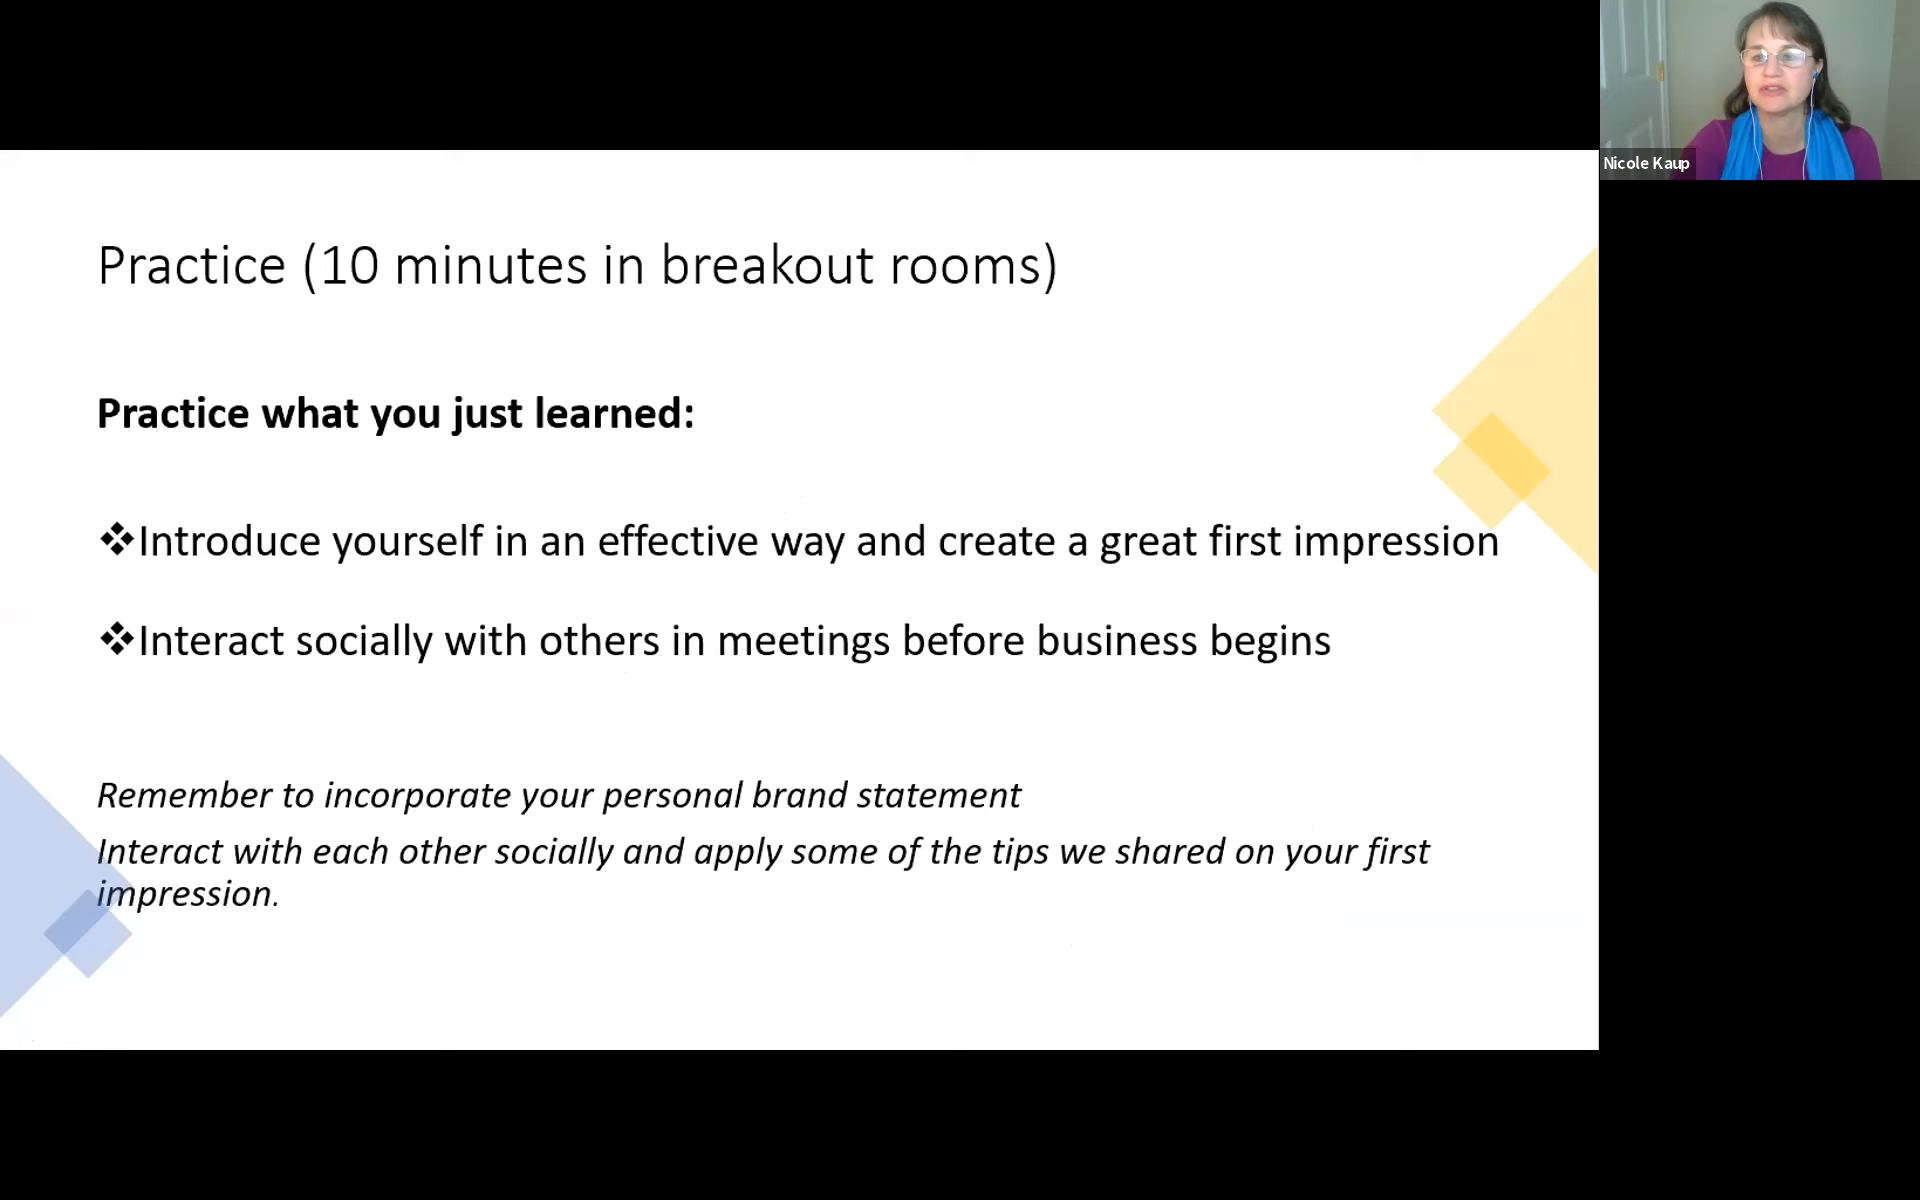 Nicole Kaup
Practice (10 minutes in breakout rooms)
Practice what you just learned:
❖Introduce yourself in an effective way and create a great first impression
❖Interact socially with others in meetings before business begins
Remember to incorporate your personal brand statement
Interact with each other socially and apply some of the tips we shared on your first
impression.